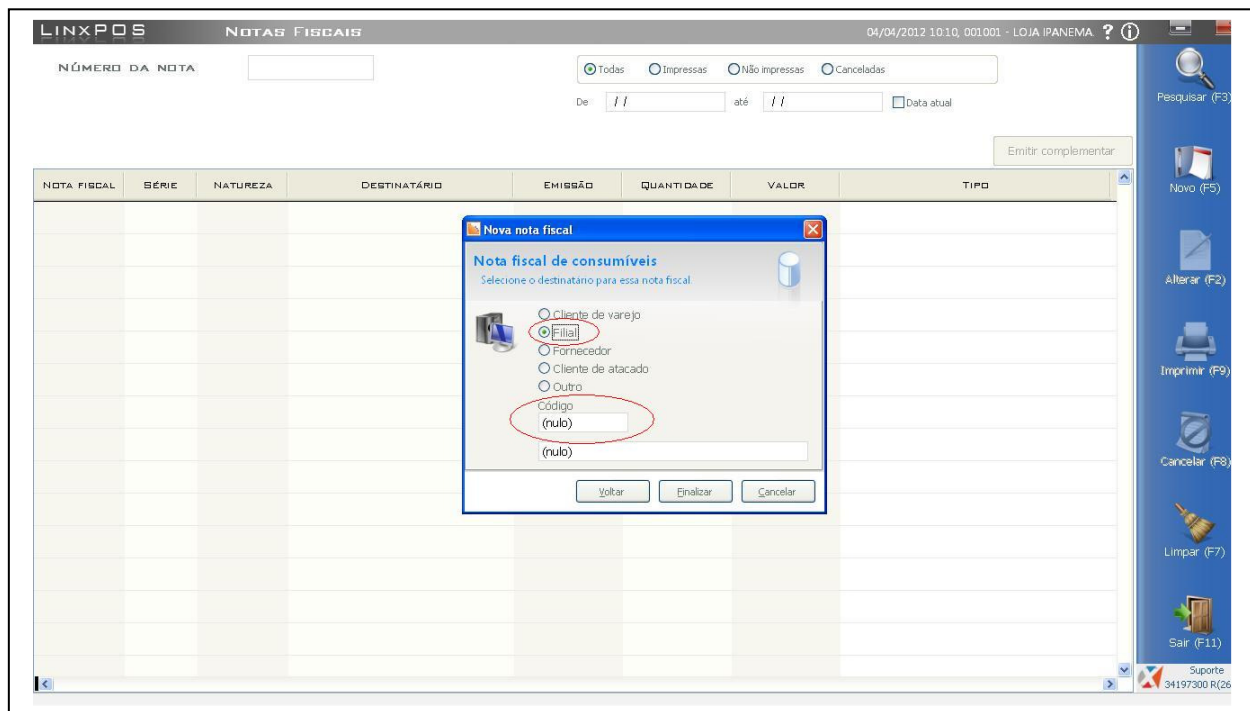 LINXPOS NOTAS FISCAIS 04/04/2012 10:10, 001001 - LOJA IPANEMA. ? i
NÚMERO DA NOTA
Todas Impressas Não impressas Canceladas
De / / até / / Data atual
Emitir complementar
NOTA FISCAL SÉRIE NATUREZA DESTINATÁRIO EMISSÃO QUANTIDADE VALOR TIPO
Nova nota fiscal
Nota fiscal de consumíveis
Selecione o destinatário para essa nota fiscal
Cliente de varejo
Filial
Fornecedor
Cliente de atacado
Outro
Código
(nulo)
(nulo)
Voltar Finalizar Cancelar
Pesquisar (F3)
Novo (F5)
Alterar (F2)
Imprimir (F9)
Cancelar (F8)
Limpar (F7)
Sair (F11)
Suporte
34197300 R(26